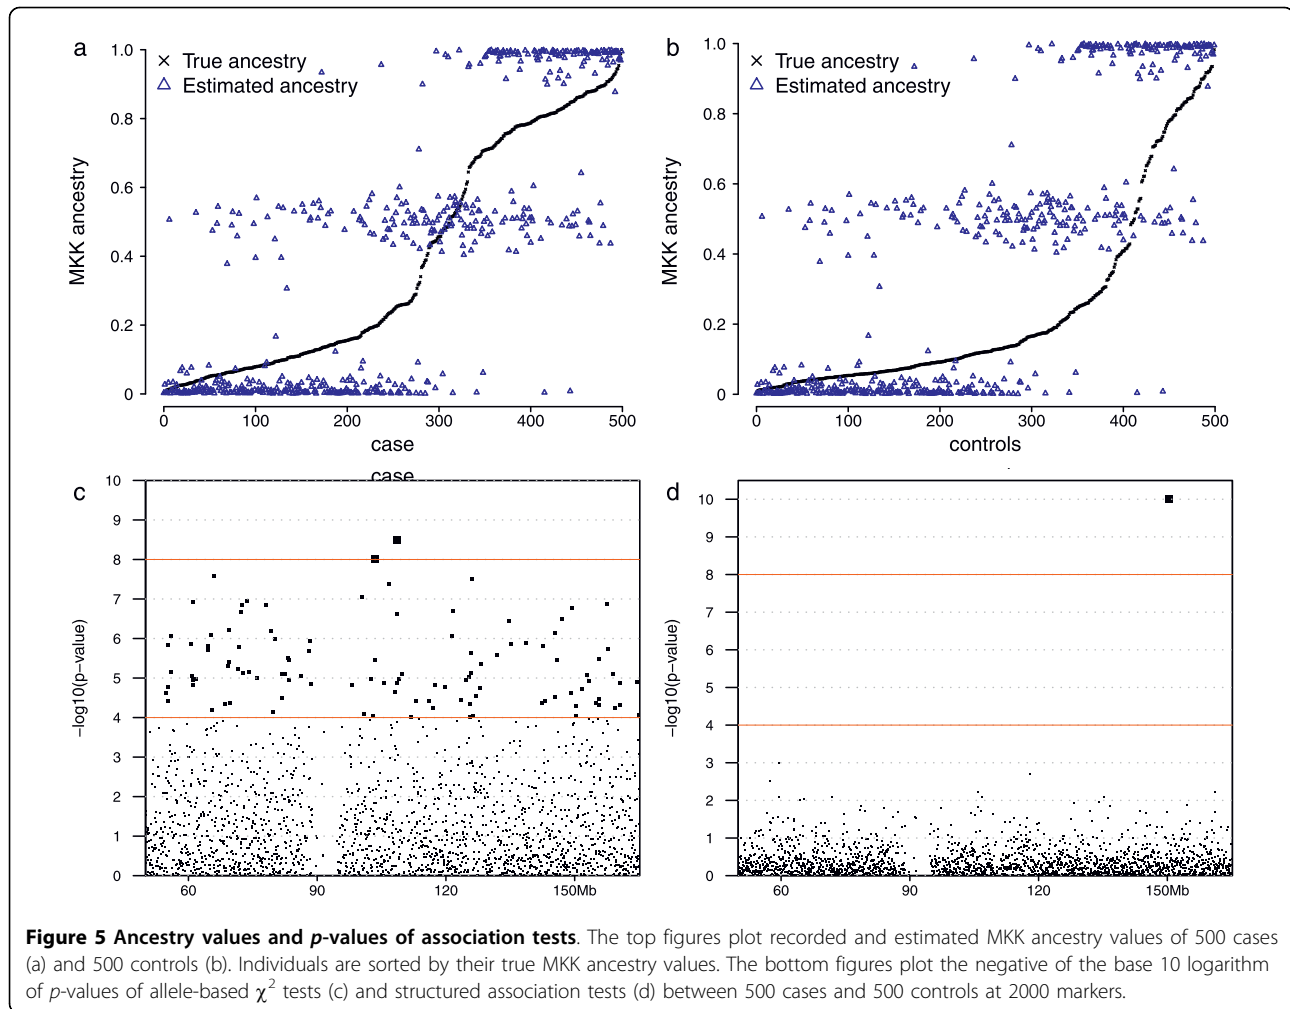 a
1.0
0.8
0.6
0.4
0.2
0
MKK ancestry
× True ancestry
△ Estimated ancestry
0 100 200 300 400 500
case
b
1.0
0.8
0.6
0.4
0.2
0
MKK ancestry
× True ancestry
△ Estimated ancestry
0 100 200 300 400 500
controls
case
c
10
9
8
7
6
5
4
3
2
1
0
−log10(p−value)
60 90 120 150Mb
d
10
9
8
7
6
5
4
3
2
1
0
−log10(p−value)
60 90 120 150Mb
Figure 5 Ancestry values and p-values of association tests. The top figures plot recorded and estimated MKK ancestry values of 500 cases
(a) and 500 controls (b). Individuals are sorted by their true MKK ancestry values. The bottom figures plot the negative of the base 10 logarithm
of p-values of allele-based χ² tests (c) and structured association tests (d) between 500 cases and 500 controls at 2000 markers.